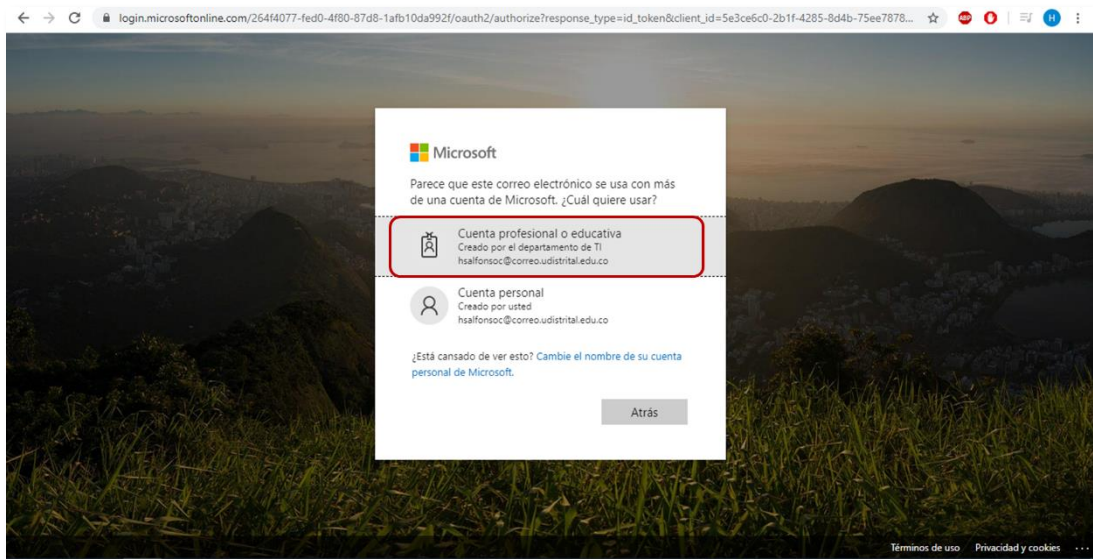 login.microsoftonline.com/264f4077-fed0-4f80-87d8-1afb10da992f/oauth2/authorize?response_type=id_token&client_id=5e3ce6c0-2b1f-4285-8d4b-75ee7878...
ABP
H
Microsoft
Parece que este correo electrónico se usa con más
de una cuenta de Microsoft. ¿Cuál quiere usar?
Cuenta profesional o educativa
Creado por el departamento de TI
hsalfonsoc@correo.udistrital.edu.co
Cuenta personal
Creado por usted
hsalfonsoc@correo.udistrital.edu.co
¿Está cansado de ver esto? Cambie el nombre de su cuenta
personal de Microsoft.
Atrás
Términos de uso Privacidad y cookies ...